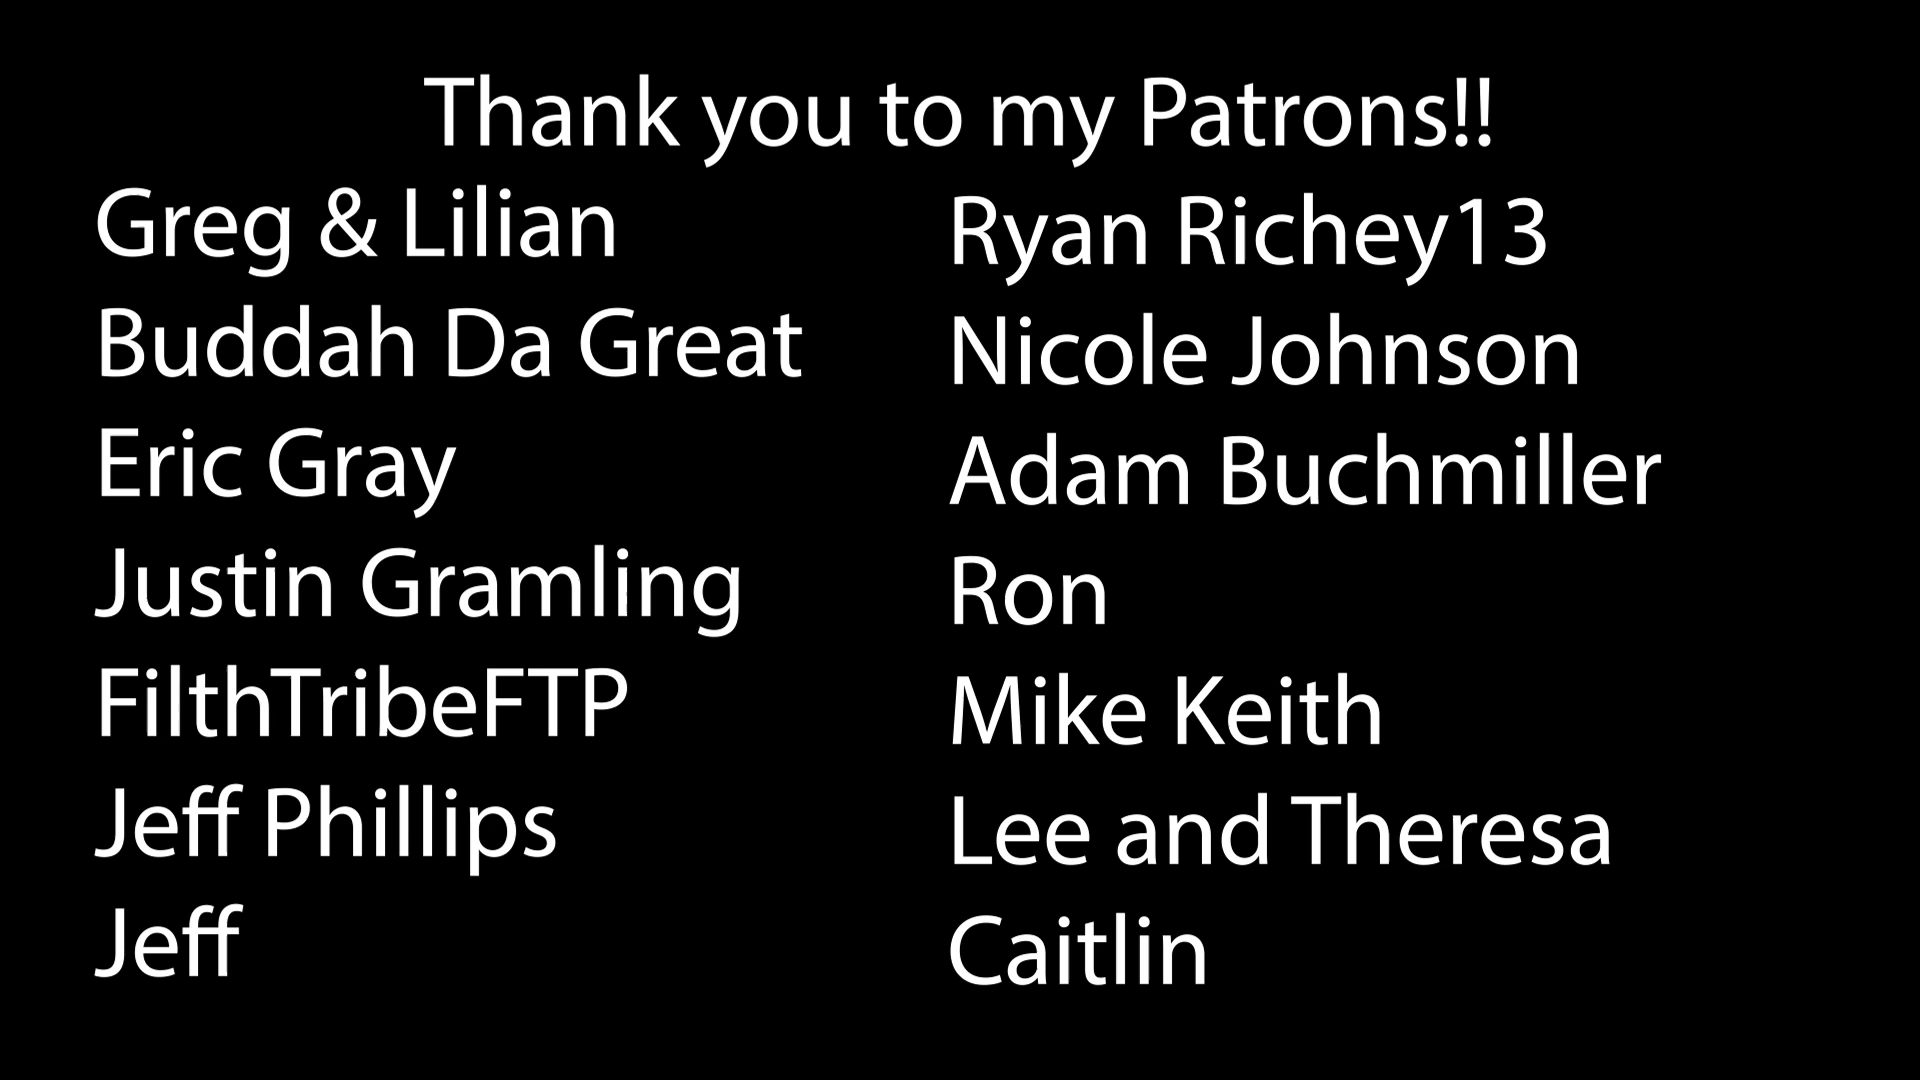 Thank you to my Patrons!!
Greg & Lilian
Buddah Da Great
Eric Gray
Justin Gramling
FilthTribeFTP
Jeff Phillips
Jeff
Ryan Richey13
Nicole Johnson
Adam Buchmiller
Ron
Mike Keith
Lee and Theresa
Caitlin